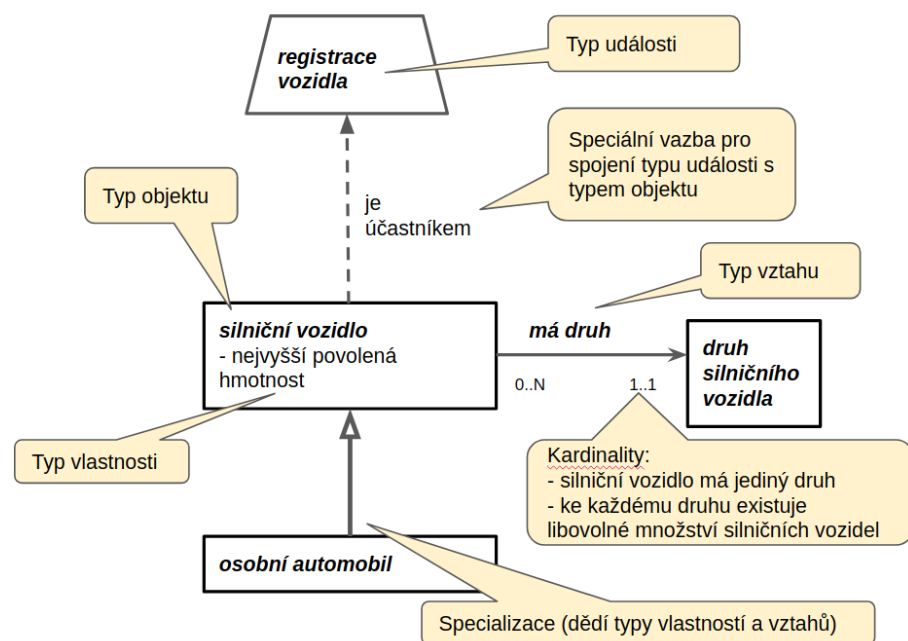 Typ události
registrace
vozidla
Speciální vazba pro
spojení typu události s
typem objektu
Typ objektu
je
účastníkem
Typ vztahu
silniční vozidlo
- nejvyšší povolená
hmotnost
má druh
druh
silničního
vozidla
0..N
1..1
Typ vlastnosti
Kardinality:
- silniční vozidlo má jediný druh
- ke každému druhu existuje
libovolné množství silničních vozidel
osobní automobil
Specializace (dědí typy vlastností a vztahů)